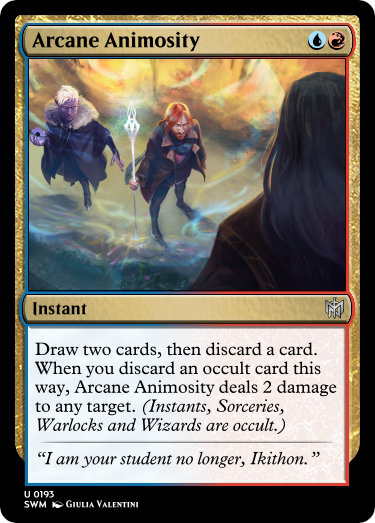 Arcane Animosity
Instant
Draw two cards, then discard a card.
When you discard an occult card this
way, Arcane Animosity deals 2 damage
to any target. (Instants, Sorceries,
Warlocks and Wizards are occult.)
“I am your student no longer, Ikithon.”
U 0193
SWM Giulia Valentini